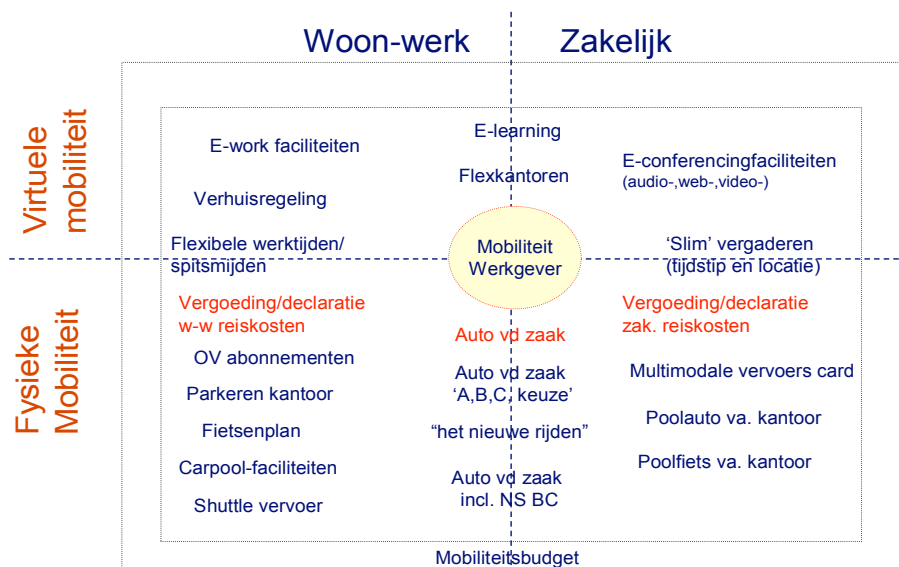 Woon-werk
Zakelijk
Virtuele
mobiliteit
E-work faciliteiten
Verhuisregeling
Flexibele werktijden/
spitsmijden
E-learning
Flexkantoren
E-conferencingfaciliteiten
(audio-,web-,video-)
'Slim' vergaderen
(tijdstip en locatie)
Mobiliteit
Werkgever
Fysieke
Mobiliteit
Vergoeding/declaratie
w-w reiskosten
OV abonnementen
Parkeren kantoor
Fietsenplan
Carpool-faciliteiten
Shuttle vervoer
Auto vd zaak
Auto vd zaak
'A,B,C, keuze'
“het nieuwe rijden”
Auto vd zaak
incl. NS BC
Vergoeding/declaratie
zak. reiskosten
Multimodale vervoers card
Poolauto va. kantoor
Poolfiets va. kantoor
Mobiliteitsbudget